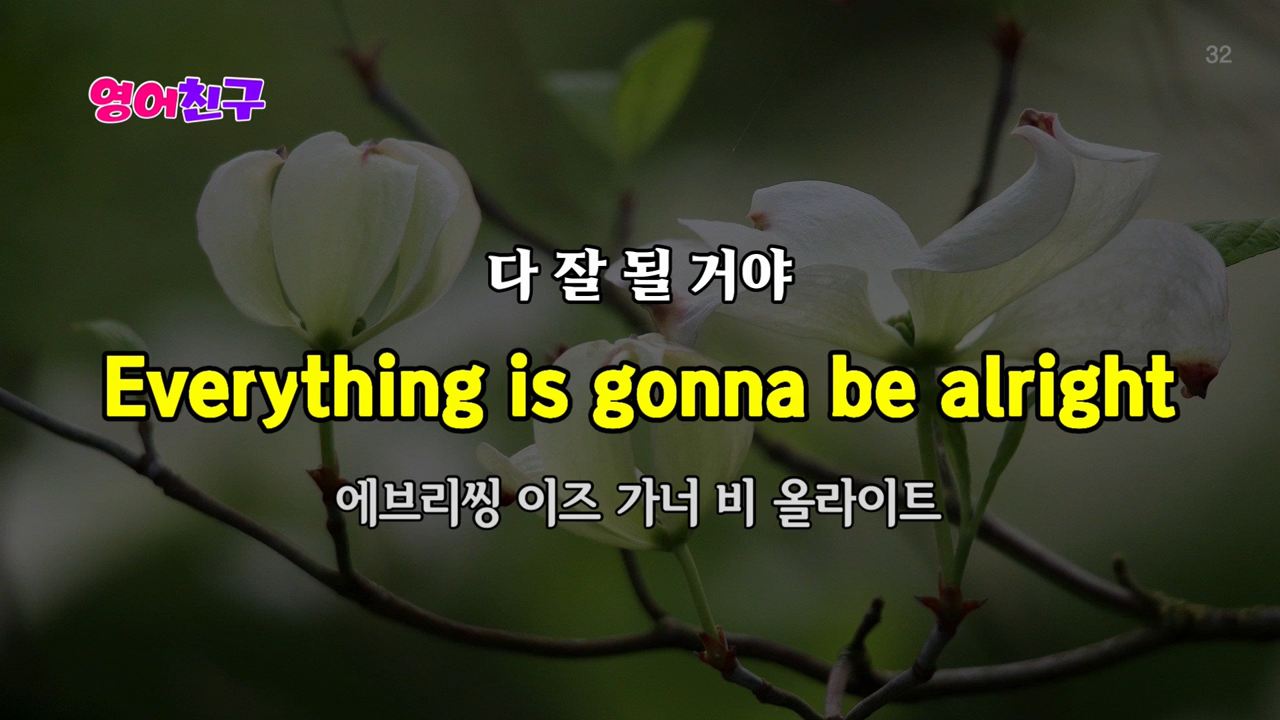 영어친구
32
다 잘 될 거야
Everything is gonna be alright
에브리씽 이즈 가너 비 올라이트